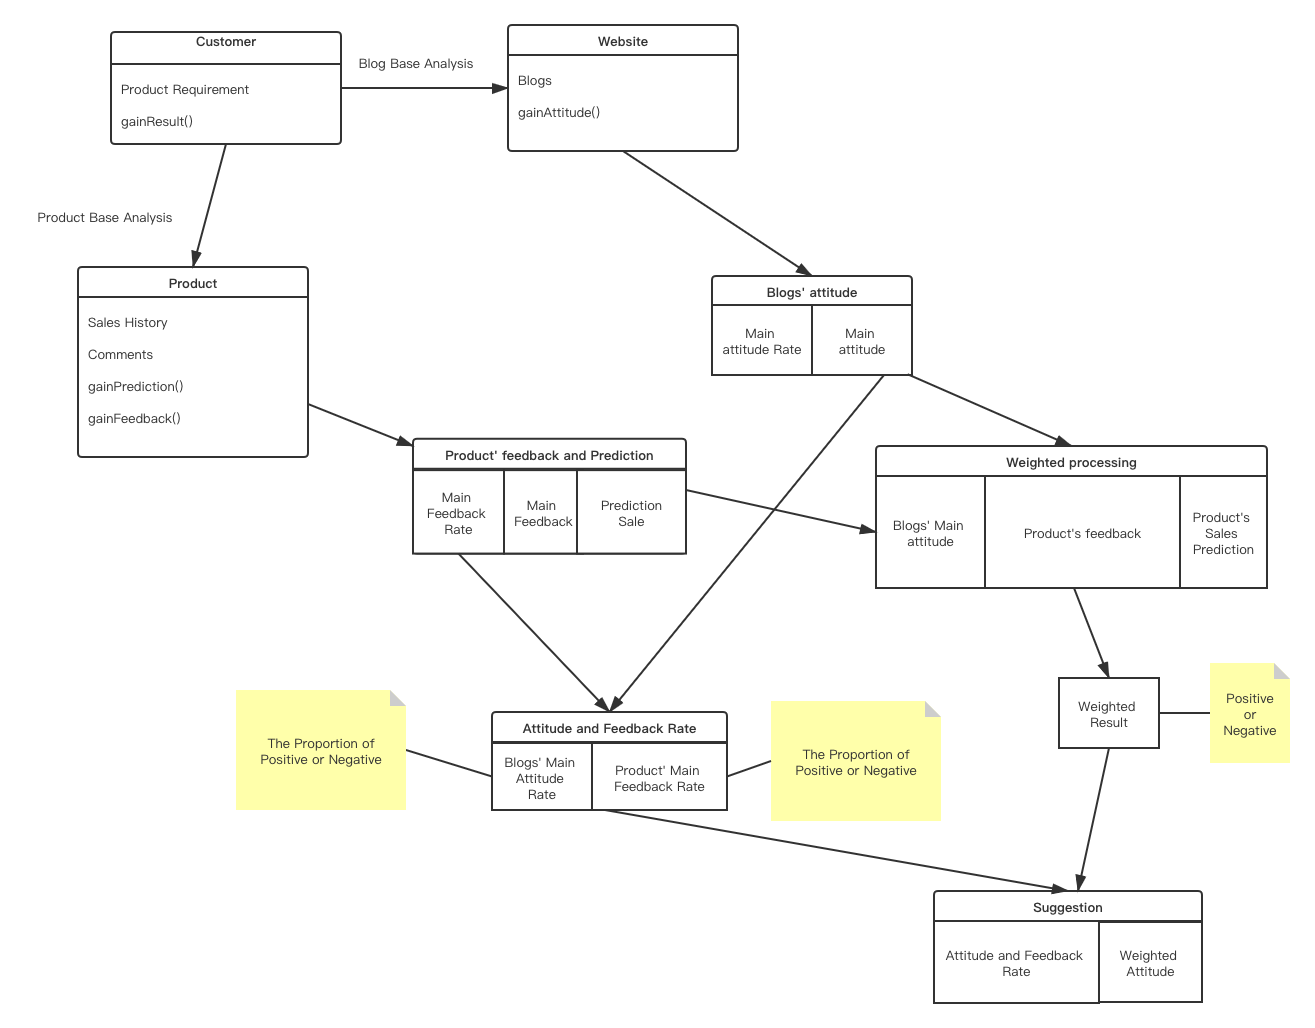 Customer
Product Requirement
gainResult()
Blog Base Analysis
Website
Blogs
gainAttitude()
Product Base Analysis
Product
Sales History
Comments
gainPrediction()
gainFeedback()
Blogs' attitude
Main
attitude Rate
Main
attitude
Product' feedback and Prediction
Main
Feedback
Rate
Main
Feedback
Prediction
Sale
Weighted processing
Blogs' Main
attitude
Product's feedback
Product's
Sales
Prediction
The Proportion of
Positive or Negative
Attitude and Feedback Rate
Blogs' Main
Attitude
Rate
Product' Main
Feedback Rate
The Proportion of
Positive or Negative
Weighted
Result
Positive
or
Negative
Suggestion
Attitude and Feedback
Rate
Weighted
Attitude